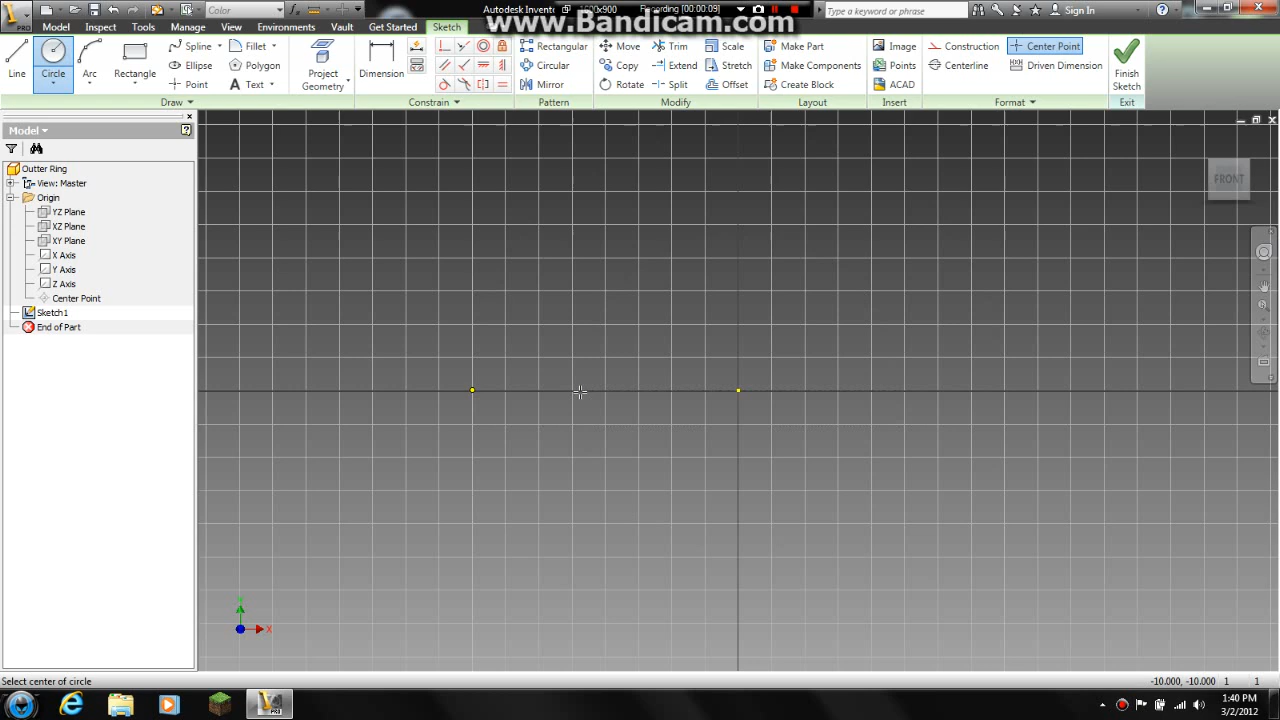 PRO
Color
Autodesk Invento
1600x900
Recording [00:00:09]
www.Bandicam.com
Type a keyword or phrase
Sign In
Model Inspect Tools Manage View Environments Vault Get Started Sketch
Line Circle Arc Rectangle
Spline Fillet
Ellipse Polygon
Point Text
Project Geometry
Dimension
Rectangular
Circular
Mirror
Move Trim Scale
Copy Extend Stretch
Rotate Split Offset
Make Part
Make Components
Create Block
Image
Points
ACAD
Construction Center Point
Centerline Driven Dimension
Finish Sketch
Draw Constrain Pattern Modify Layout Insert Format Exit
Model
Outter Ring
View: Master
Origin
YZ Plane
XZ Plane
XY Plane
X Axis
Y Axis
Z Axis
Center Point
Sketch1
End of Part
FRONT
X
Select center of circle
-10.000, -10.000 1 1
PRO
1:40 PM
3/2/2012